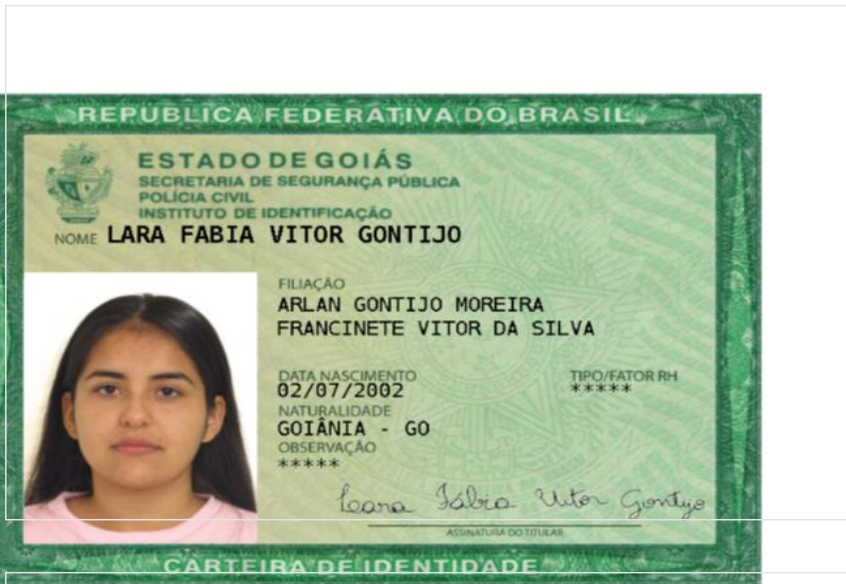 REPÚBLICA FEDERATIVA DO BRASIL
ESTADO DE GOIÁS
SECRETARIA DE SEGURANÇA PÚBLICA
POLÍCIA CIVIL
INSTITUTO DE IDENTIFICAÇÃO
NOME LARA FABIA VITOR GONTIJO
FILIAÇÃO
ARLAN GONTIJO MOREIRA
FRANCINETE VITOR DA SILVA
DATA NASCIMENTO TIPO/FATOR RH
02/07/2002 *****
NATURALIDADE
GOIÂNIA - GO
OBSERVAÇÃO
*****
Lara Fábia Vitor Gontijo
ASSINATURA DO TITULAR
CARTEIRA DE IDENTIDADE